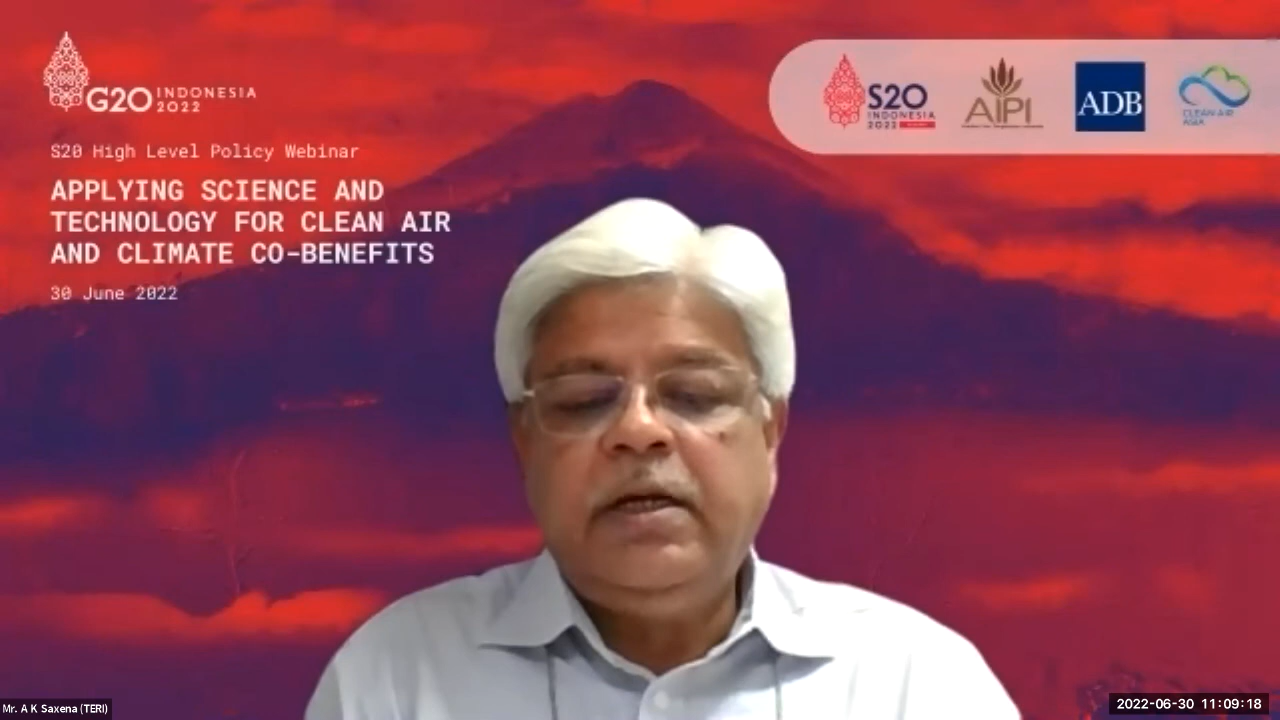 G20 INDONESIA
2022
S20 High Level Policy Webinar
APPLYING SCIENCE AND
TECHNOLOGY FOR CLEAN AIR
AND CLIMATE CO-BENEFITS
30 June 2022
S20
INDONESIA
2022
AIPI
ADB
CLEAN AIR
ASIA
Mr. A K Saxena (TERI)
2022-06-30 11:09:18